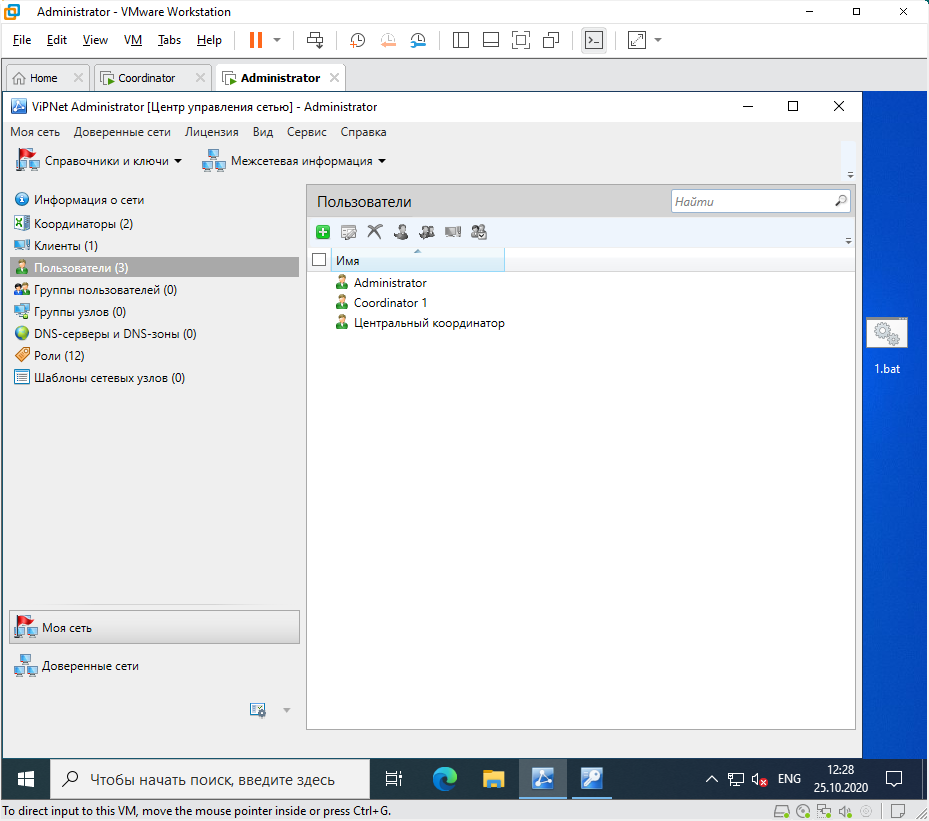 Administrator - VMware Workstation
File Edit View VM Tabs Help
Home Coordinator Administrator
ViPNet Administrator [Центр управления сетью] - Administrator
Моя сеть Доверенные сети Лицензия Вид Сервис Справка
Справочники и ключи Межсетевая информация
Информация о сети
Координаторы (2)
Клиенты (1)
Пользователи (3)
Группы пользователей (0)
Группы узлов (0)
DNS-серверы и DNS-зоны (0)
Роли (12)
Шаблоны сетевых узлов (0)
Моя сеть
Доверенные сети
Пользователи
Найти
Имя
Administrator
Coordinator 1
Центральный координатор
1.bat
Чтобы начать поиск, введите здесь
ENG
12:28
25.10.2020
To direct input to this VM, move the mouse pointer inside or press Ctrl+G.